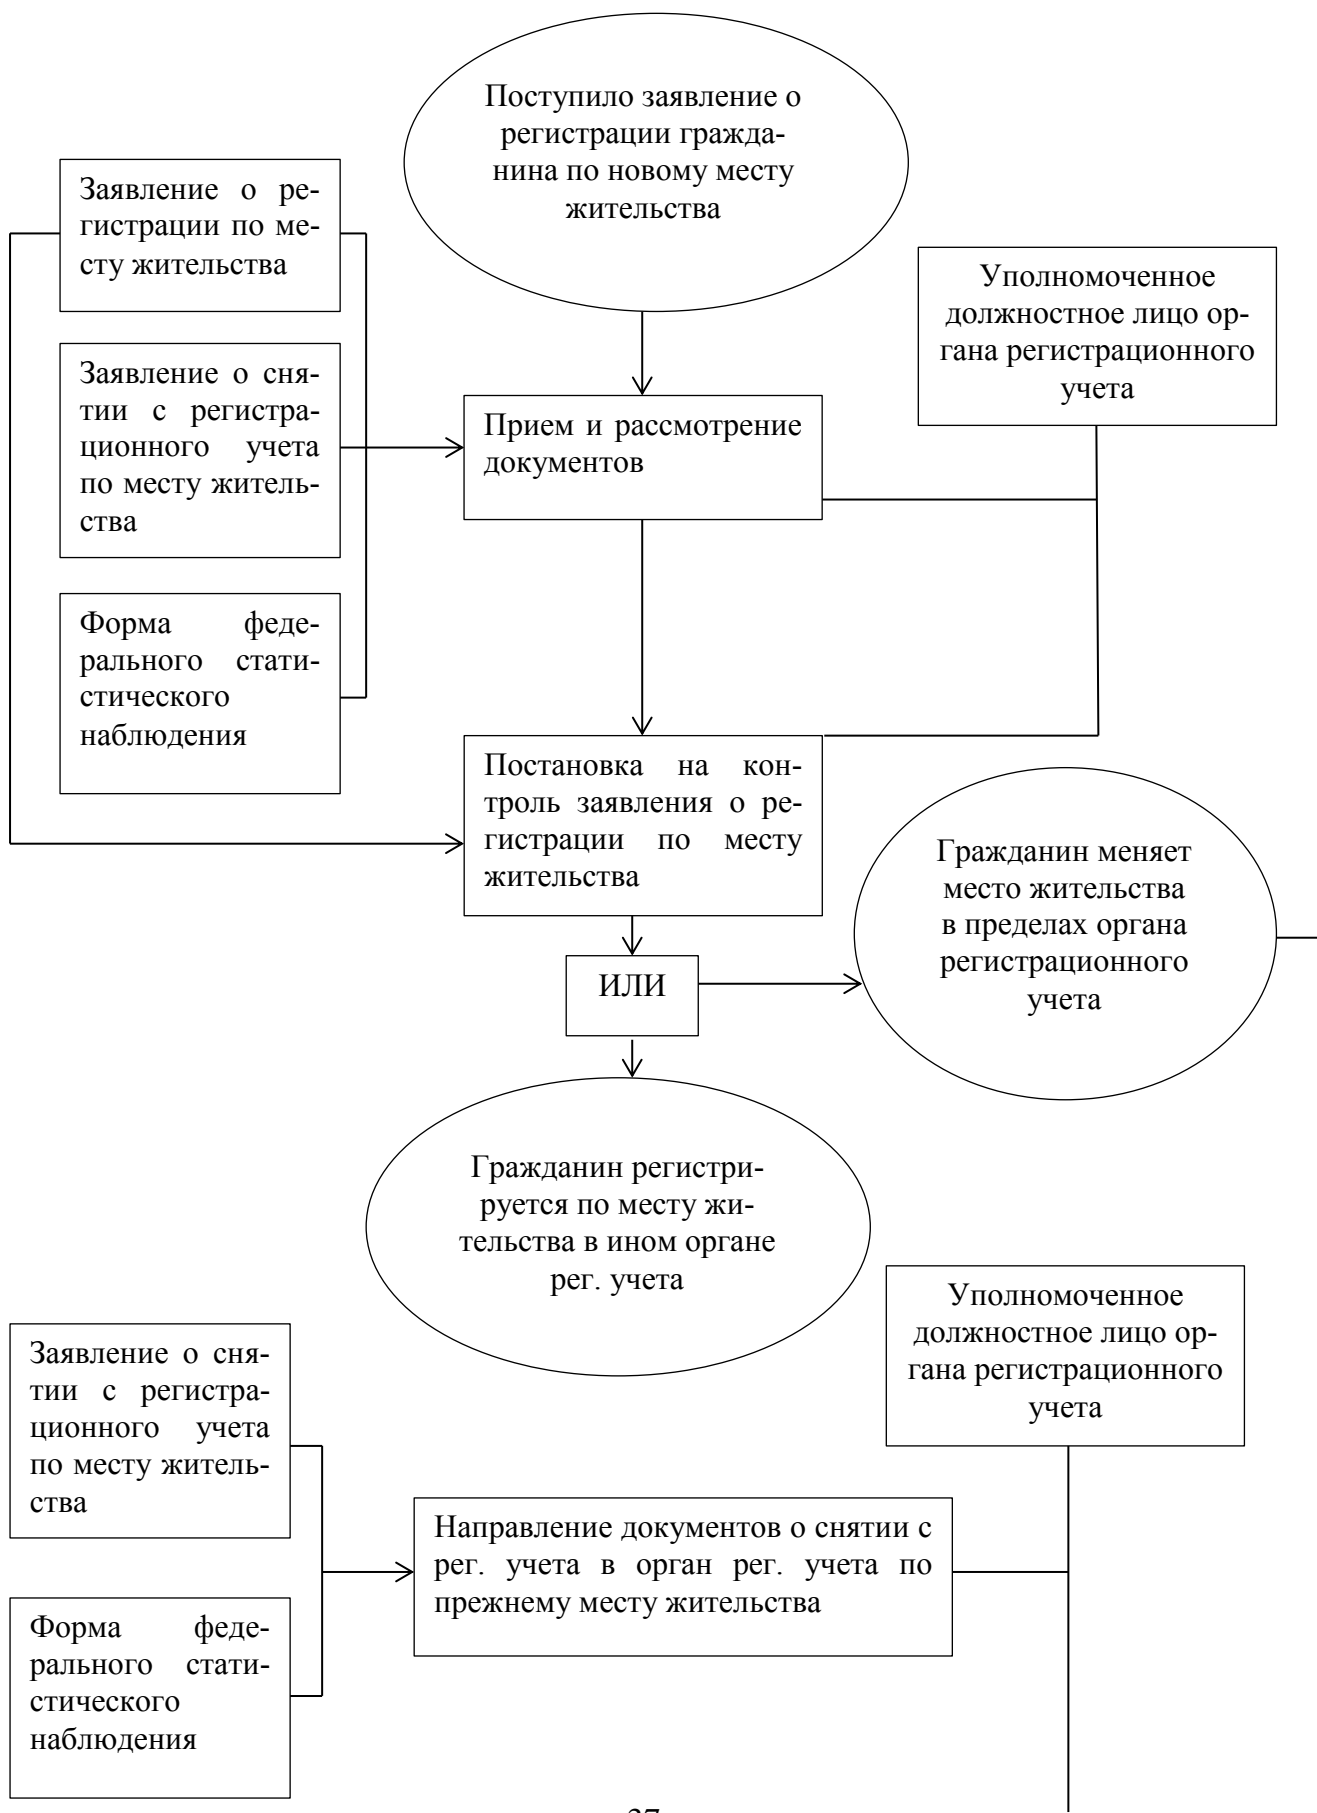 Поступило заявление о
регистрации гражда-
нина по новому месту
жительства
Заявление о ре-
гистрации по ме-
сту жительства
Уполномоченное
должностное лицо ор-
гана регистрационного
учета
Заявление о сня-
тии с регистра-
ционного учета
по месту житель-
ства
Прием и рассмотрение
документов
Форма феде-
рального стати-
стического
наблюдения
Постановка на кон-
троль заявления о ре-
гистрации по месту
жительства
Гражданин меняет
место жительства
в пределах органа
регистрационного
учета
ИЛИ
Гражданин регистри-
руется по месту жи-
тельства в ином органе
рег. учета
Уполномоченное
должностное лицо ор-
гана регистрационного
учета
Заявление о сня-
тии с регистра-
ционного учета
по месту житель-
ства
Направление документов о снятии с
рег. учета в орган рег. учета по
прежнему месту жительства
Форма феде-
рального стати-
стического
наблюдения